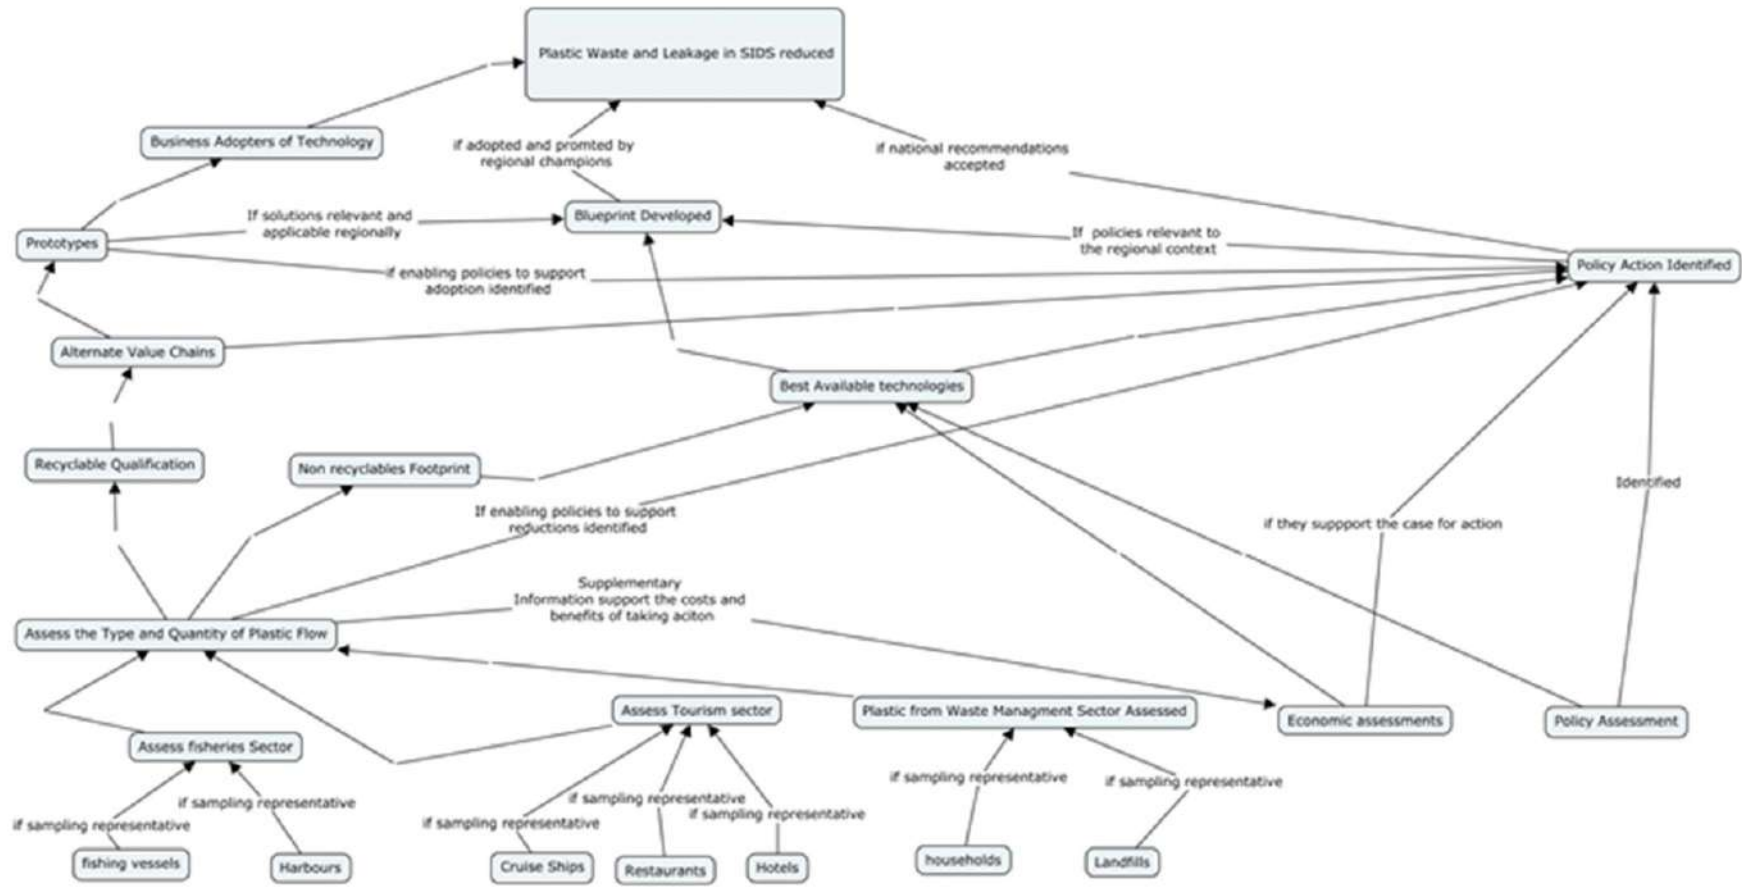 Plastic Waste and Leakage in SIDS reduced
Business Adopters of Technology
if adopted and promted by
regional champions
if national recommendations
accepted
If solutions relevant and
applicable regionally
Blueprint Developed
Prototypes
If policies relevant to
the regional context
Policy Action Identified
if enabling policies to support
adoption identified
Alternate Value Chains
Best Available technologies
Recyclable Qualification
Non recyclables Footprint
Identified
If enabling policies to support
reductions identified
if they suppport the case for action
Supplementary
Information support the costs and
benefits of taking aciton
Assess the Type and Quantity of Plastic Flow
Assess Tourism sector
Plastic from Waste Managment Sector Assessed
Economic assessments
Policy Assessment
Assess fisheries Sector
if sampling representative
if sampling representative
if sampling representative
if sampling representative
if sampling representative
if sampling representative
if sampling representative
fishing vessels
Harbours
Cruise Ships
Restaurants
Hotels
households
Landfills